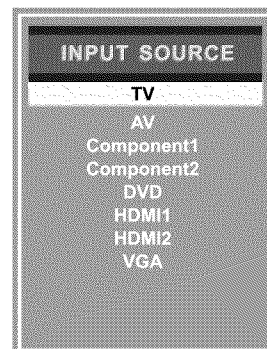 INPUT SOURCE
TV
AV
Component1
Component2
DVD
HDMI1
HDMI2
VGA